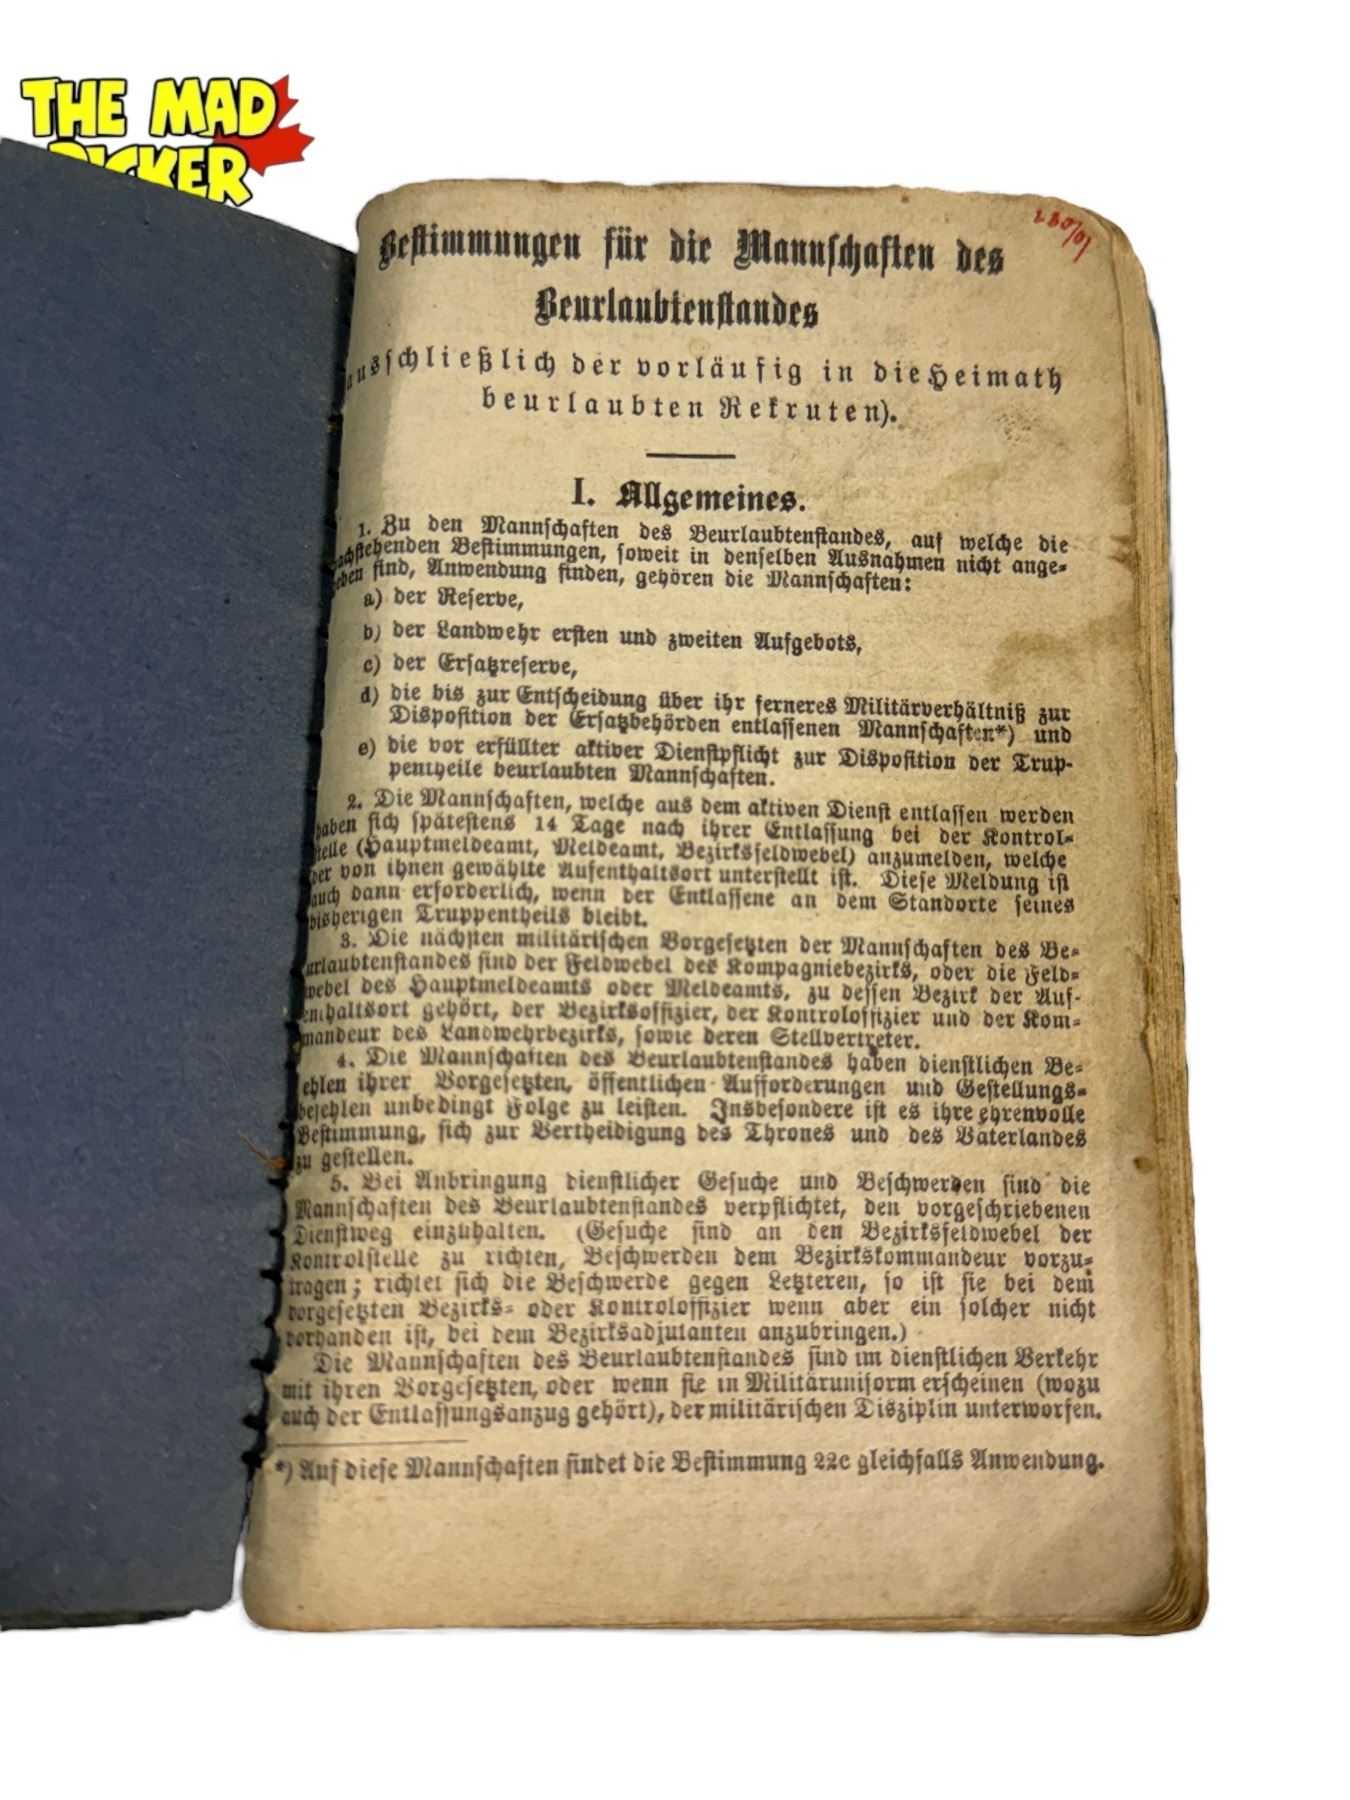 THE MAD
PICKER
Bestimmungen für die Mannschaften des
Beurlaubtenstandes
ausschließlich der vorläufig in die Heimath
beurlaubten Rekruten).
I. Allgemeines.
1. Zu den Mannschaften des Beurlaubtenstandes, auf welche die
nachstehenden Bestimmungen, soweit in denselben Ausnahmen nicht ange-
geben sind, Anwendung finden, gehören die Mannschaften:
a) der Reserve,
b) der Landwehr ersten und zweiten Aufgebots,
c) der Ersatzreserve,
d) die bis zur Entscheidung über ihr ferneres Militärverhältniß zur
Disposition der Ersatzbehörden entlassenen Mannschaften*) und
e) die vor erfüllter aktiver Dienstpflicht zur Disposition der Trup-
pentheile beurlaubten Mannschaften.
2. Die Mannschaften, welche aus dem aktiven Dienst entlassen werden
haben sich spätestens 14 Tage nach ihrer Entlassung bei der Kontrol-
stelle (Hauptmeldeamt, Meldeamt, Bezirksfeldwebel) anzumelden, welche
der von ihnen gewählte Aufenthaltsort unterstellt ist. Diese Meldung ist
auch dann erforderlich, wenn der Entlassene an dem Standorte seines
bisherigen Truppentheils bleibt.
3. Die nächsten militärischen Vorgesetzten der Mannschaften des Be-
urlaubtenstandes sind der Feldwebel des Kompagniebezirks, oder die Feld-
webel des Hauptmeldeamts oder Meldeamts, zu dessen Bezirk der Auf-
enthaltsort gehört, der Bezirksoffizier, der Kontroloffizier und der Kom-
mandeur des Landwehrbezirks, sowie deren Stellvertreter.
4. Die Mannschaften des Beurlaubtenstandes haben dienstlichen Be-
fehlen ihrer Vorgesetzten, öffentlichen Aufforderungen und Gestellungs-
befehlen unbedingt Folge zu leisten. Insbesondere ist es ihre ehrenvolle
Bestimmung, sich zur Vertheidigung des Thrones und des Vaterlandes
zu gestellen.
5. Bei Anbringung dienstlicher Gesuche und Beschwerden sind die
Mannschaften des Beurlaubtenstandes verpflichtet, den vorgeschriebenen
Dienstweg einzuhalten. (Gesuche sind an den Bezirksfeldwebel der
Kontrolstelle zu richten, Beschwerden dem Bezirkskommandeur vorzu-
tragen; richtet sich die Beschwerde gegen Letzteren, so ist sie bei dem
vorgesetzten Bezirks- oder Kontroloffizier wenn aber ein solcher nicht
vorhanden ist, bei dem Bezirksadjutanten anzubringen.)
Die Mannschaften des Beurlaubtenstandes sind im dienstlichen Verkehr
mit ihren Vorgesetzten, oder wenn sie in Militäruniform erscheinen (wozu
auch der Entlassungsanzug gehört), der militärischen Disziplin unterworfen.
*) Auf diese Mannschaften findet die Bestimmung 22c gleichfalls Anwendung.